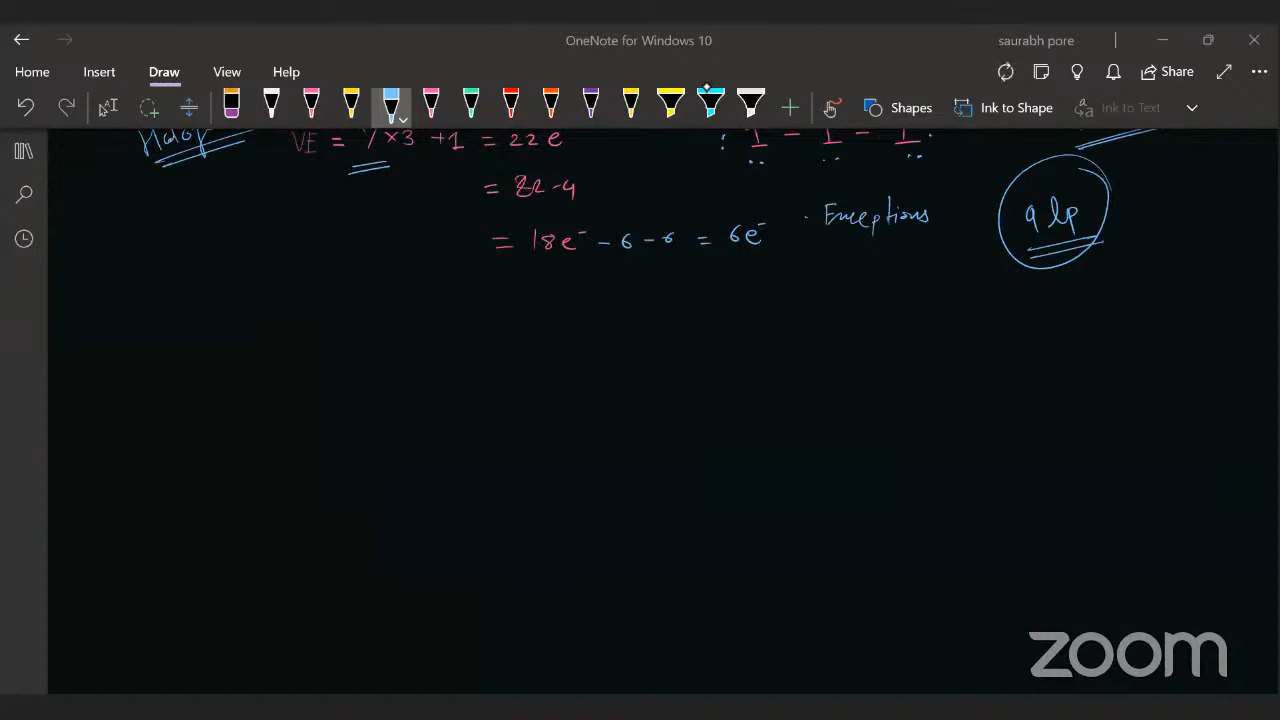 OneNote for Windows 10
saurabh pore
Home Insert Draw View Help
Share
Shapes
Ink to Shape
Ink to Text
VE = 7 × 3 + 1 = 22 e
: I - I - I :
= 22 - 4
= 18e⁻ - 6 - 6 = 6e⁻
. Exceptions
9 lp
zoom